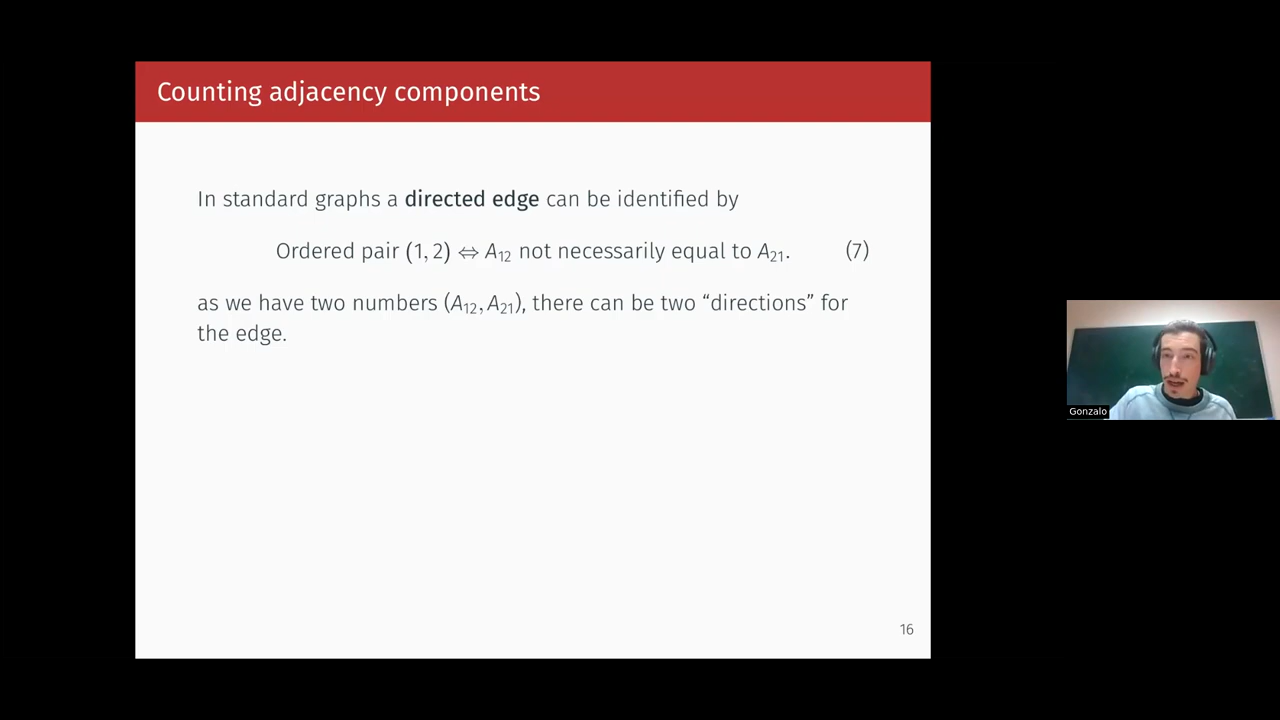 Counting adjacency components
In standard graphs a directed edge can be identified by
Ordered pair (1, 2) ⇔ A₁₂ not necessarily equal to A₂₁. (7)
as we have two numbers (A₁₂, A₂₁), there can be two “directions” for
the edge.
Gonzalo
16